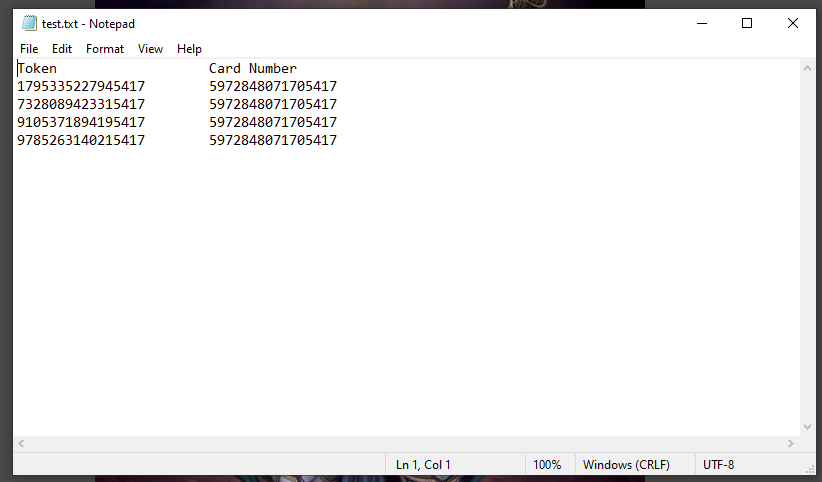 test.txt - Notepad
File Edit Format View Help
Token Card Number
1795335227945417 5972848071705417
7328089423315417 5972848071705417
9105371894195417 5972848071705417
9785263140215417 5972848071705417
Ln 1, Col 1 100% Windows (CRLF) UTF-8